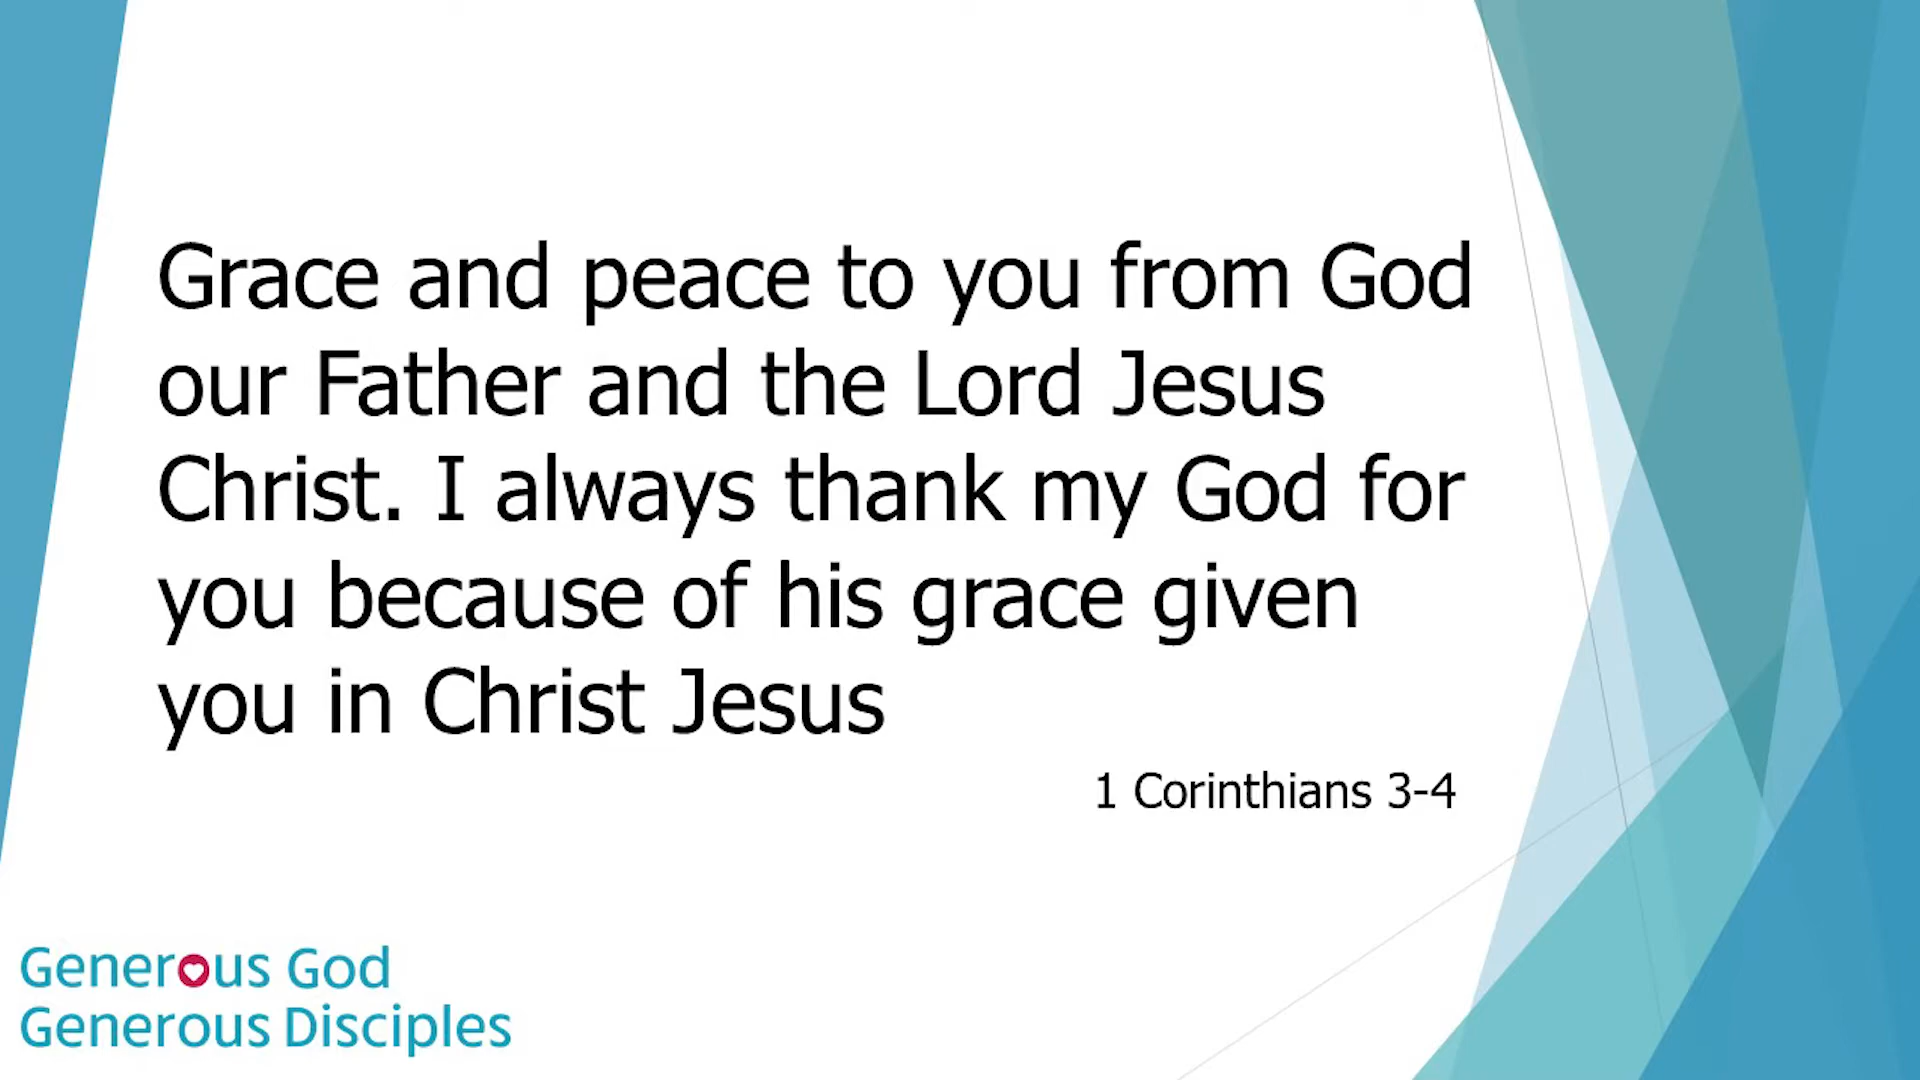 Grace and peace to you from God
our Father and the Lord Jesus
Christ. I always thank my God for
you because of his grace given
you in Christ Jesus
1 Corinthians 3-4
Generous God
Generous Disciples